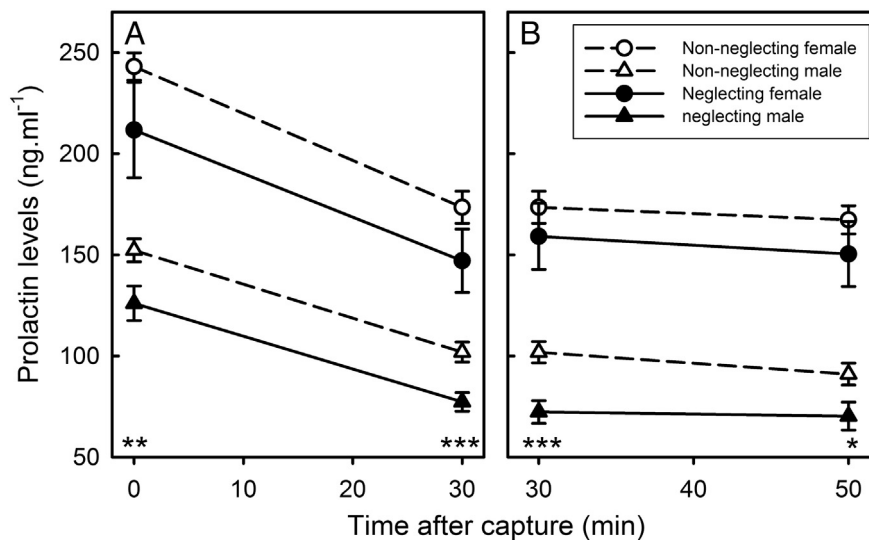 A
B
Non-neglecting female
Non-neglecting male
Neglecting female
neglecting male
Prolactin levels (ng.ml⁻¹)
250
200
150
100
50
**
***
***
*
0
10
20
30
30
40
50
Time after capture (min)